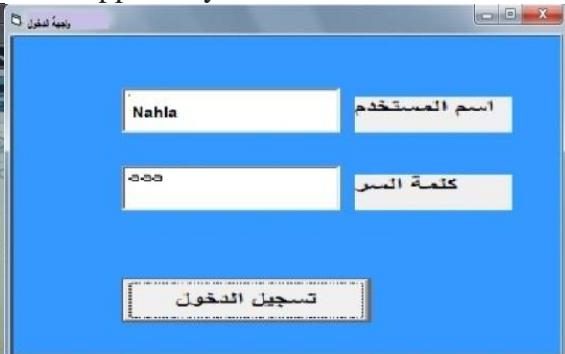 واجهة الدخول
اسم المستخدم
Nahla
كلمة السر
تسجيل الدخول